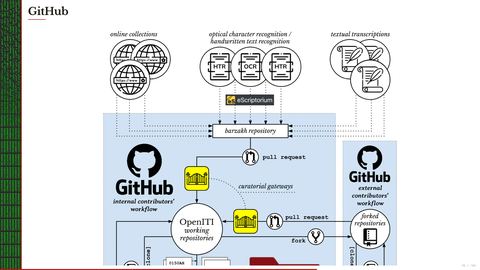 GitHub
online collections
optical character recognition /
handwritten text recognition
textual transcriptions
HTR
OCR
HTR
eScriptorium
barzakh repository
pull request
GitHub
internal contributors'
workflow
GitHub
external
contributors'
workflow
curatorial gateways
OpenITI
working
repositories
pull request
forked
repositories
fork